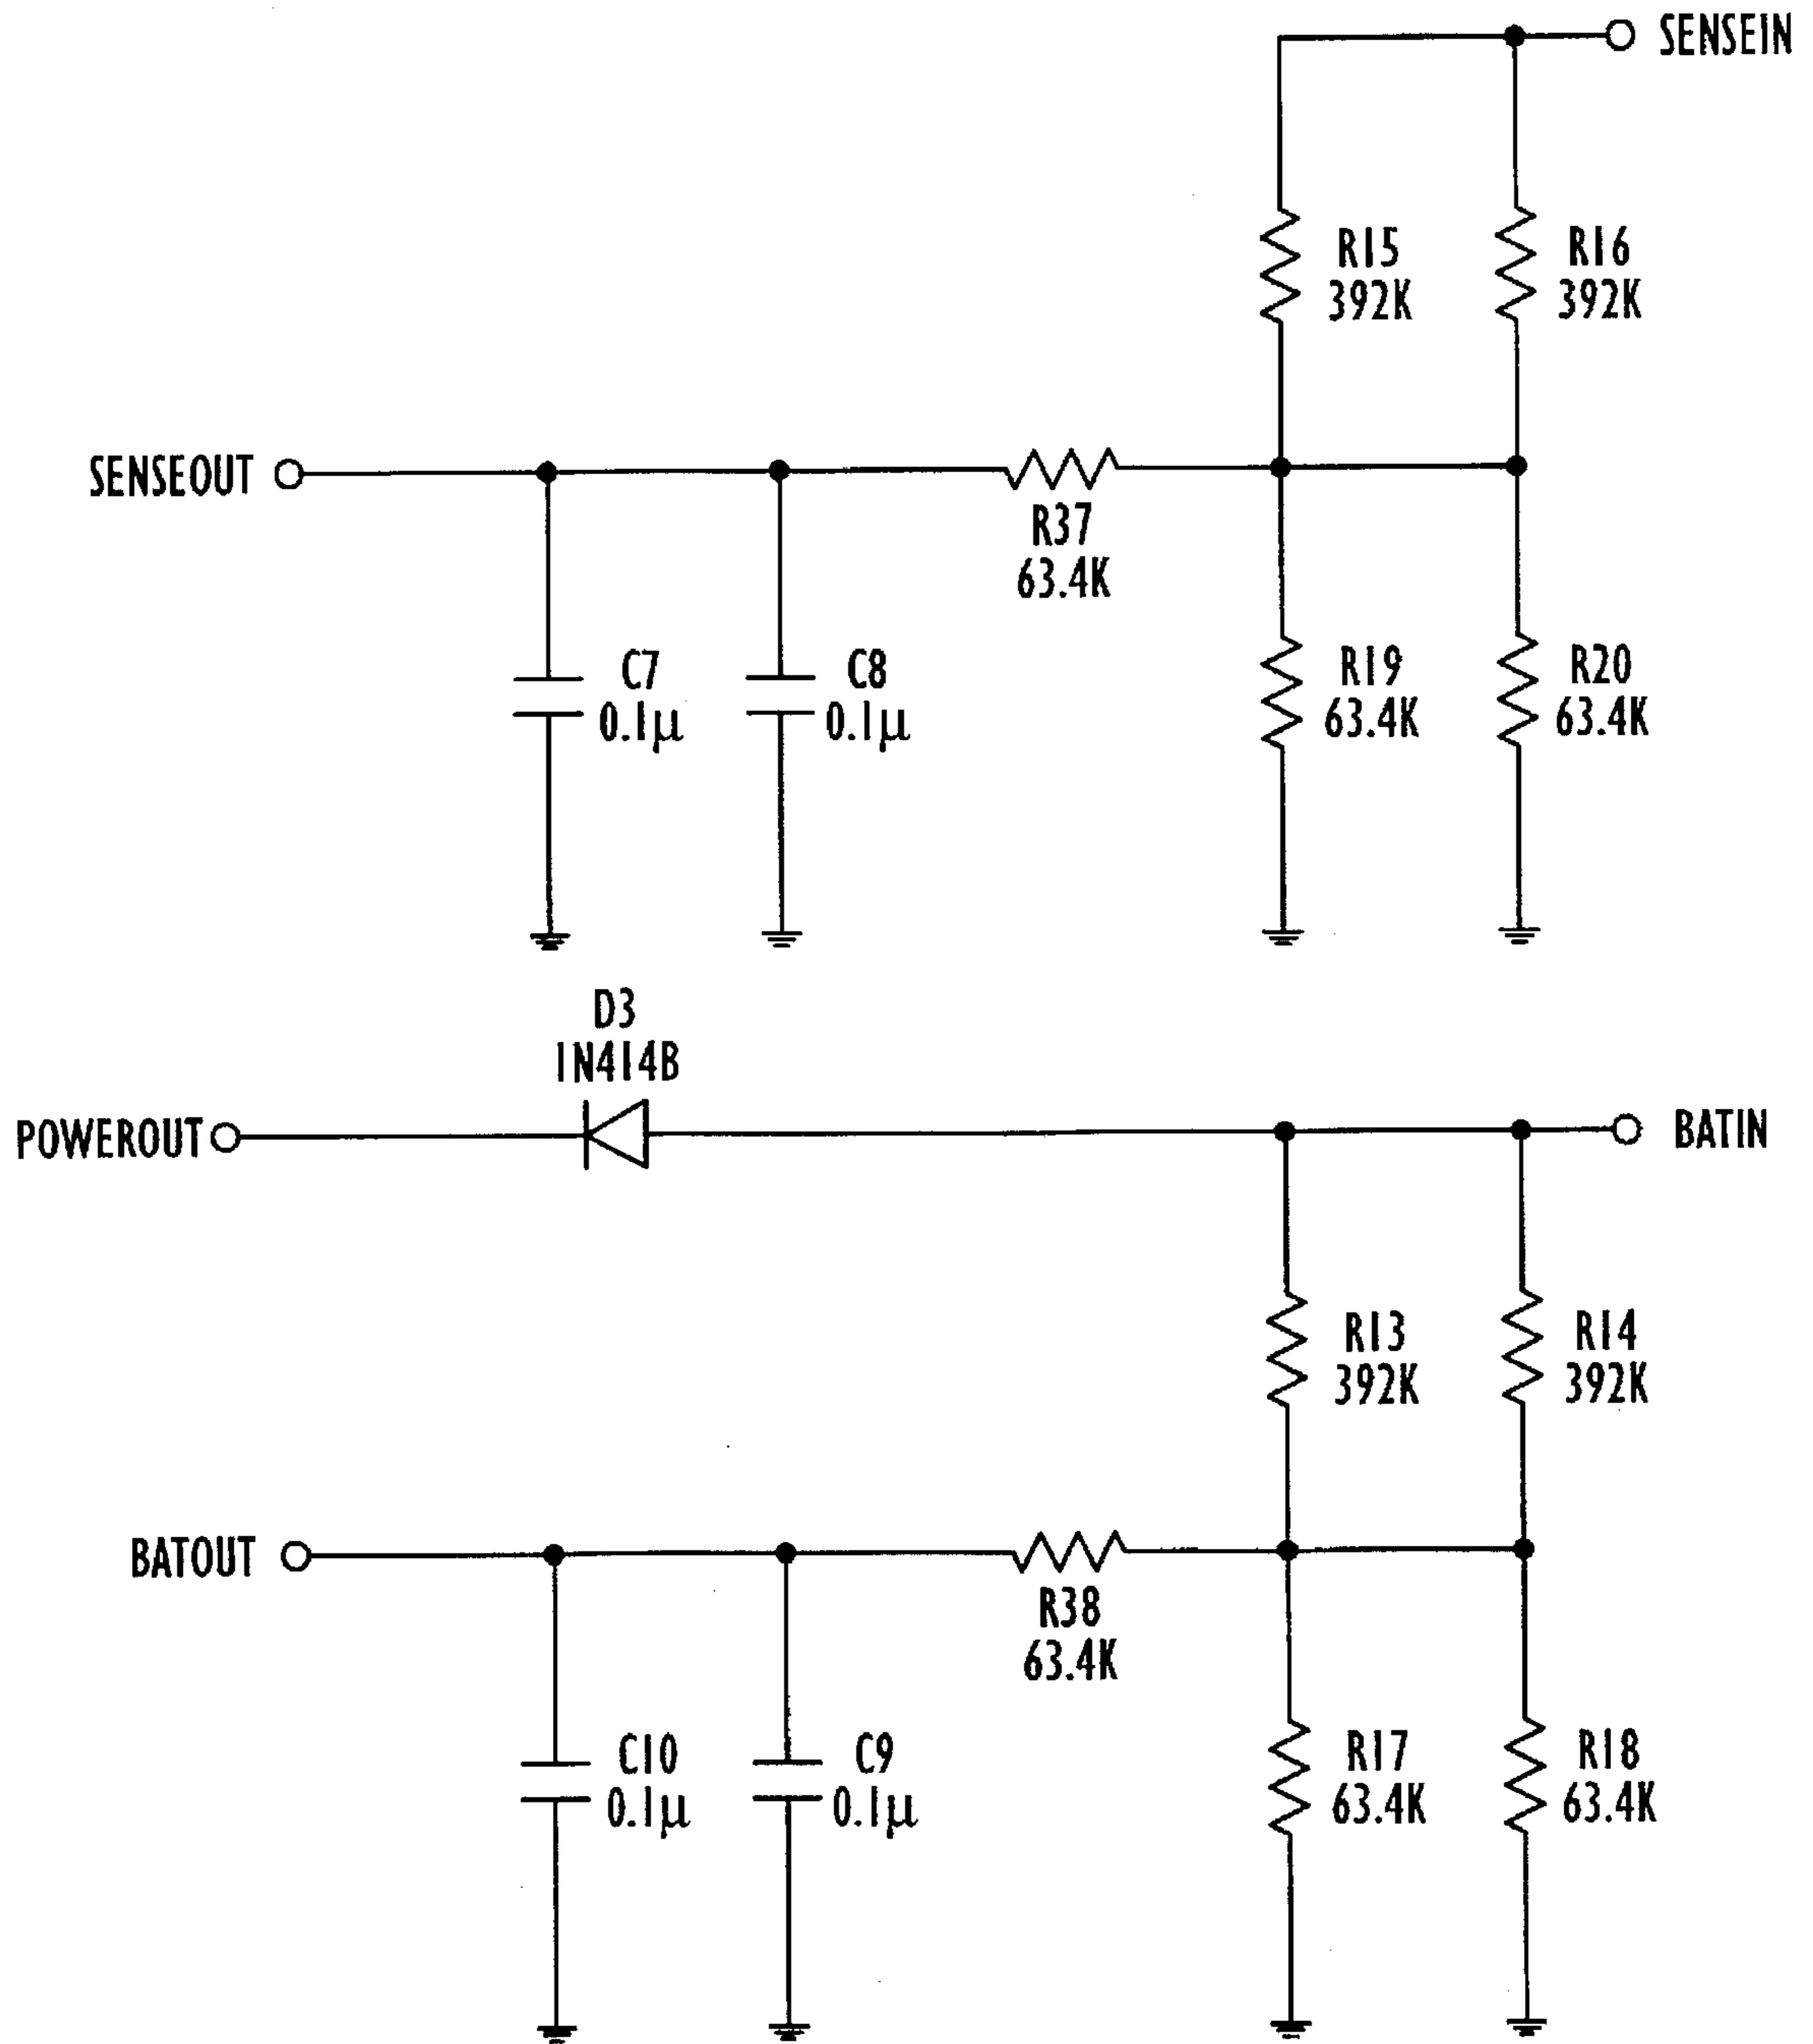 SENSEIN
R15
392K
R16
392K
SENSEOUT
R37
63.4K
C7
0.1µ
C8
0.1µ
R19
63.4K
R20
63.4K
D3
1N414B
POWEROUT
BATIN
R13
392K
R14
392K
BATOUT
R38
63.4K
C10
0.1µ
C9
0.1µ
R17
63.4K
R18
63.4K